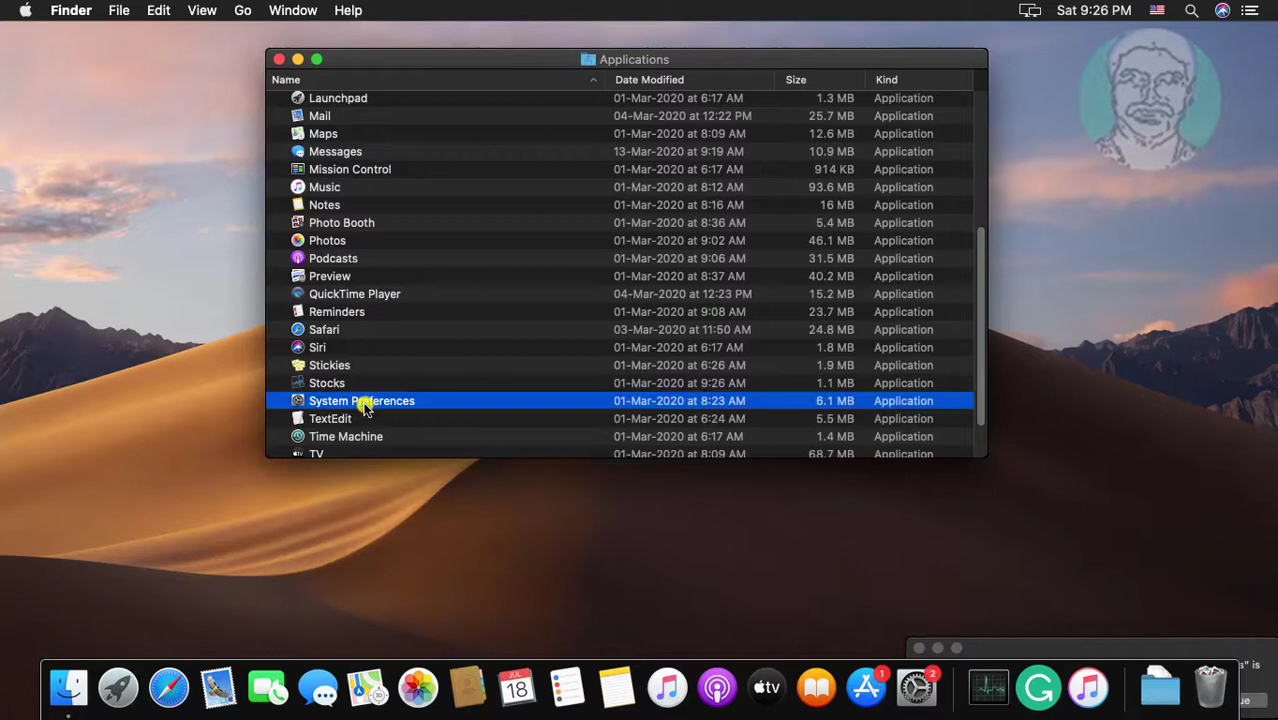 Finder File Edit View Go Window Help Sat 9:26 PM
Applications
Name Date Modified Size Kind
Launchpad 01-Mar-2020 at 6:17 AM 1.3 MB Application
Mail 04-Mar-2020 at 12:22 PM 25.7 MB Application
Maps 01-Mar-2020 at 8:09 AM 12.6 MB Application
Messages 13-Mar-2020 at 9:19 AM 10.9 MB Application
Mission Control 01-Mar-2020 at 6:17 AM 914 KB Application
Music 01-Mar-2020 at 8:12 AM 93.6 MB Application
Notes 01-Mar-2020 at 8:16 AM 16 MB Application
Photo Booth 01-Mar-2020 at 8:36 AM 5.4 MB Application
Photos 01-Mar-2020 at 9:02 AM 46.1 MB Application
Podcasts 01-Mar-2020 at 9:06 AM 31.5 MB Application
Preview 01-Mar-2020 at 8:37 AM 40.2 MB Application
QuickTime Player 04-Mar-2020 at 12:23 PM 15.2 MB Application
Reminders 01-Mar-2020 at 9:08 AM 23.7 MB Application
Safari 03-Mar-2020 at 11:50 AM 24.8 MB Application
Siri 01-Mar-2020 at 6:17 AM 1.8 MB Application
Stickies 01-Mar-2020 at 6:26 AM 1.9 MB Application
Stocks 01-Mar-2020 at 9:26 AM 1.1 MB Application
System Preferences 01-Mar-2020 at 8:23 AM 6.1 MB Application
TextEdit 01-Mar-2020 at 6:24 AM 5.5 MB Application
Time Machine 01-Mar-2020 at 6:17 AM 1.4 MB Application
TV 01-Mar-2020 at 8:09 AM 68.7 MB Application
is
JUL
18
tv
1
2
G